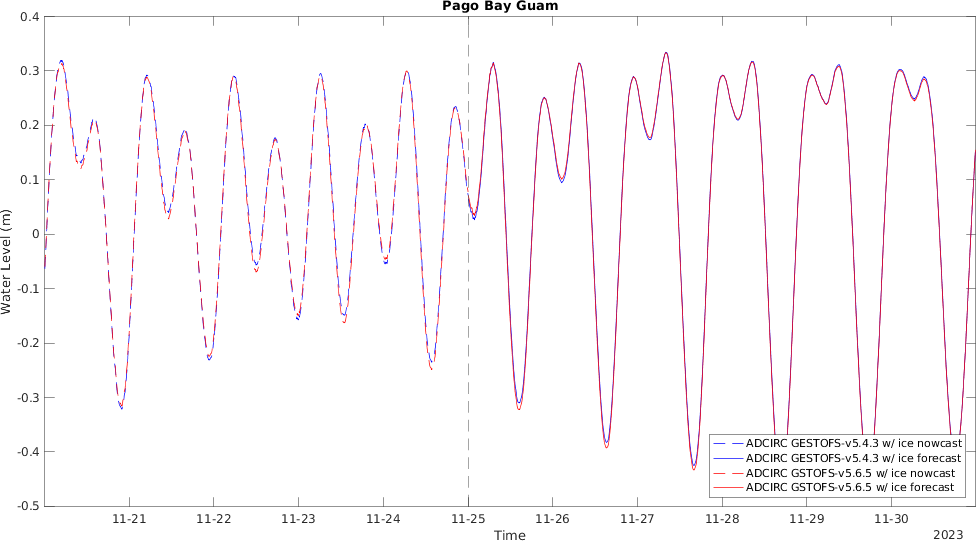 Pago Bay Guam
0.4
0.3
0.2
0.1
0
-0.1
-0.2
-0.3
-0.4
-0.5
Water Level (m)
ADCIRC GESTOFS-v5.4.3 w/ ice nowcast
ADCIRC GESTOFS-v5.4.3 w/ ice forecast
ADCIRC GSTOFS-v5.6.5 w/ ice nowcast
ADCIRC GSTOFS-v5.6.5 w/ ice forecast
11-21 11-22 11-23 11-24 11-25 11-26 11-27 11-28 11-29 11-30
Time
2023